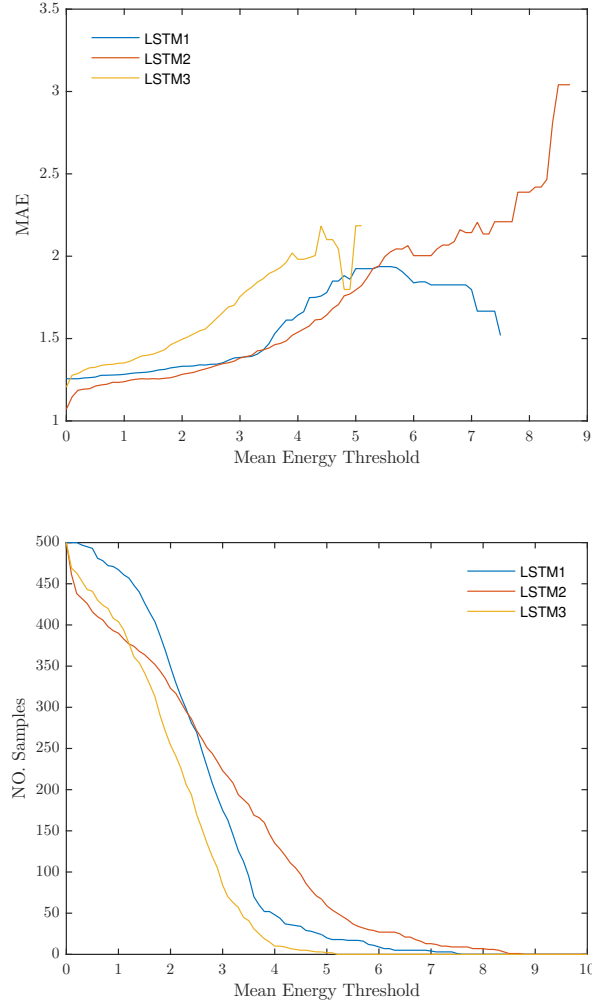 3.5
LSTM1
LSTM2
3
LSTM3
2.5
MAE
2
1.5
1
0 1 2 3 4 5 6 7 8 9
Mean Energy Threshold
500
LSTM1
450
LSTM2
LSTM3
400
350
300
NO. Samples
250
200
150
100
50
0
0 1 2 3 4 5 6 7 8 9 10
Mean Energy Threshold